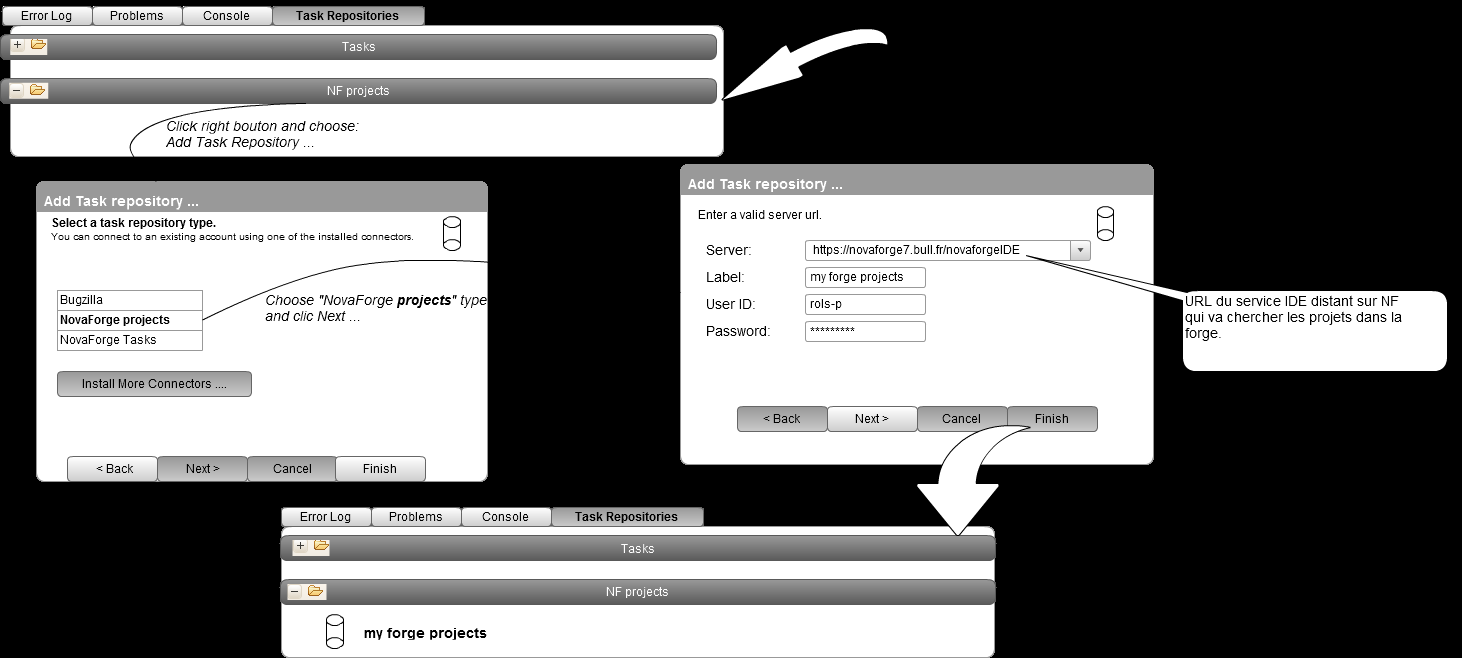 Error Log Problems Console Task Repositories
+ Tasks
- NF projects
Click right bouton and choose:
Add Task Repository ...
Add Task repository ...
Select a task repository type.
You can connect to an existing account using one of the installed connectors.
Bugzilla
NovaForge projects
NovaForge Tasks
Choose "NovaForge projects" type
and clic Next ...
Install More Connectors ....
< Back Next > Cancel Finish
Add Task repository ...
Enter a valid server url.
Server: https://novaforge7.bull.fr/novaforgeIDE
Label: my forge projects
User ID: rols-p
Password: *********
< Back Next > Cancel Finish
URL du service IDE distant sur NF
qui va chercher les projets dans la
forge.
Error Log Problems Console Task Repositories
+ Tasks
- NF projects
my forge projects